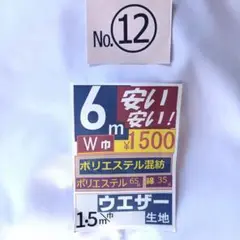 No.⑫
6m
安い
安い!
W巾
¥1500
ポリエステル混紡
ポリエステル65% 綿35%
1.5m巾
ウエザー
生地